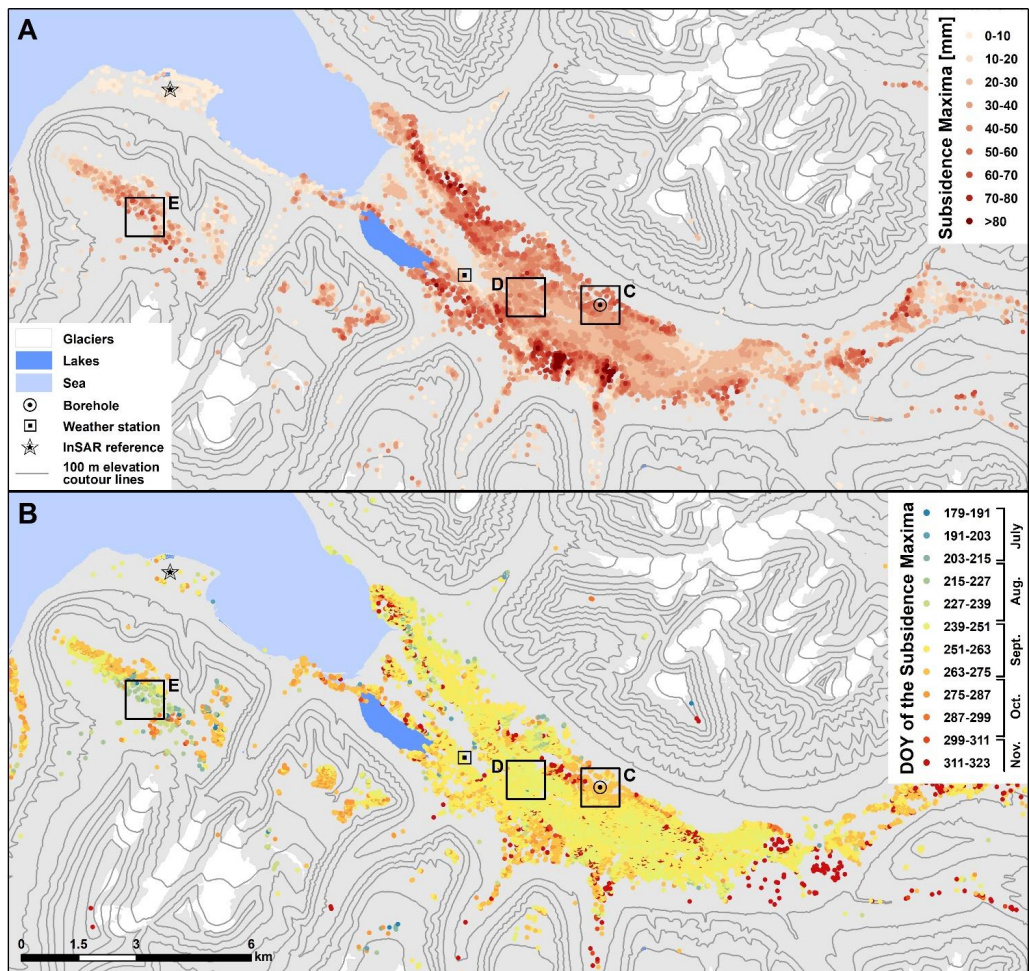 A
Subsidence Maxima [mm]
0-10
10-20
20-30
30-40
40-50
50-60
60-70
70-80
>80
E
D
C
Glaciers
Lakes
Sea
Borehole
Weather station
InSAR reference
100 m elevation
coutour lines
B
DOY of the Subsidence Maxima
179-191
191-203
203-215
215-227
227-239
239-251
251-263
263-275
275-287
287-299
299-311
311-323
July
Aug.
Sept.
Oct.
Nov.
E
D
C
0 1.5 3 6
km